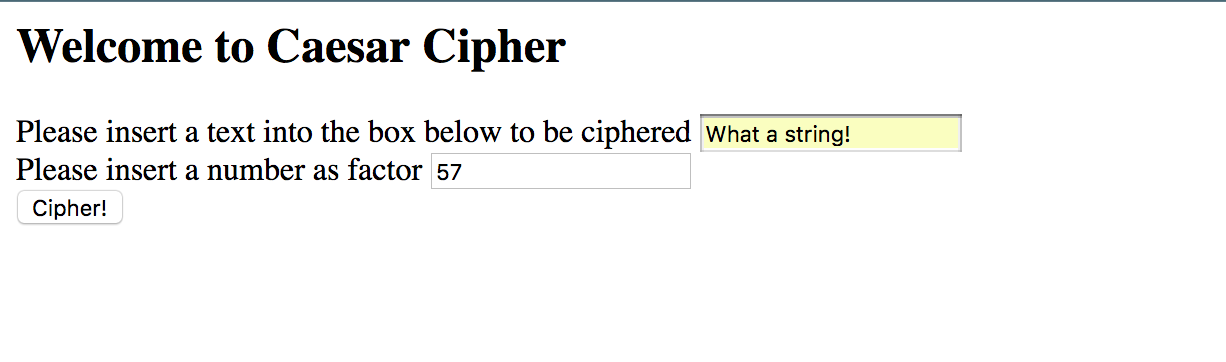 Welcome to Caesar Cipher
Please insert a text into the box below to be ciphered What a string!
Please insert a number as factor 57
Cipher!